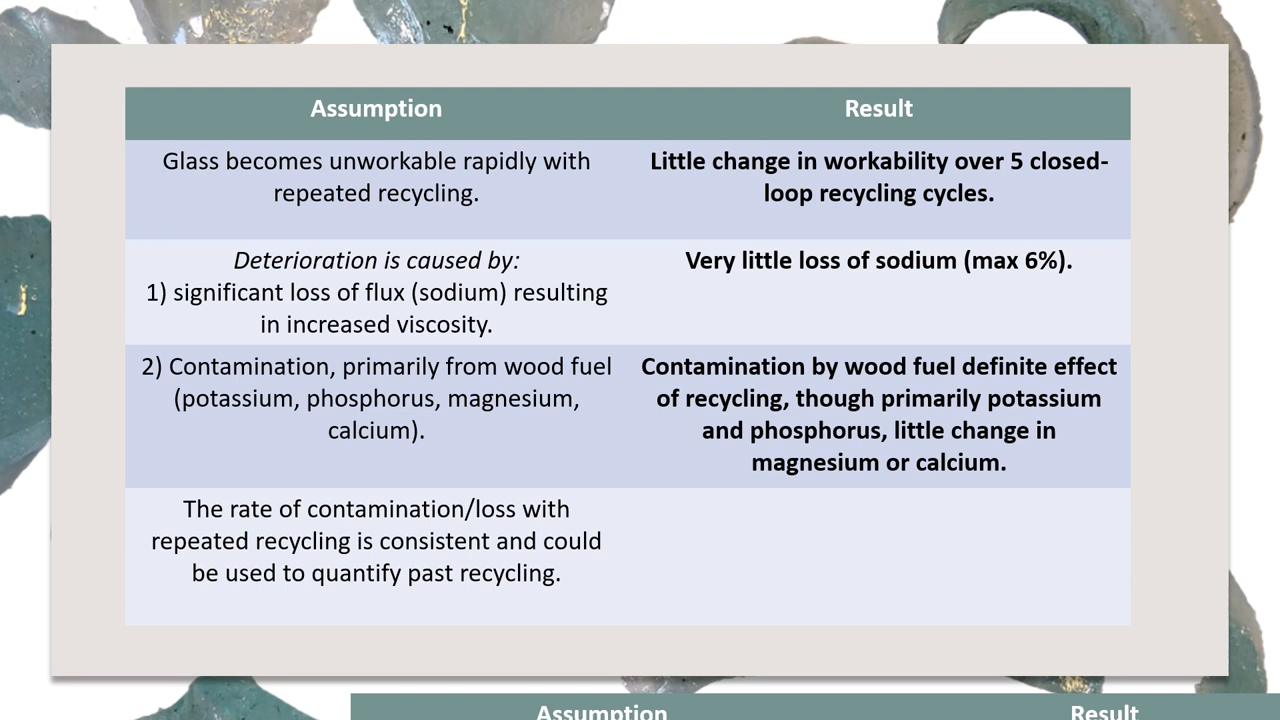 Assumption
Result
Glass becomes unworkable rapidly with
repeated recycling.
Little change in workability over 5 closed-
loop recycling cycles.
Deterioration is caused by:
1) significant loss of flux (sodium) resulting
in increased viscosity.
Very little loss of sodium (max 6%).
2) Contamination, primarily from wood fuel
(potassium, phosphorus, magnesium,
calcium).
Contamination by wood fuel definite effect
of recycling, though primarily potassium
and phosphorus, little change in
magnesium or calcium.
The rate of contamination/loss with
repeated recycling is consistent and could
be used to quantify past recycling.
Assumption
Result